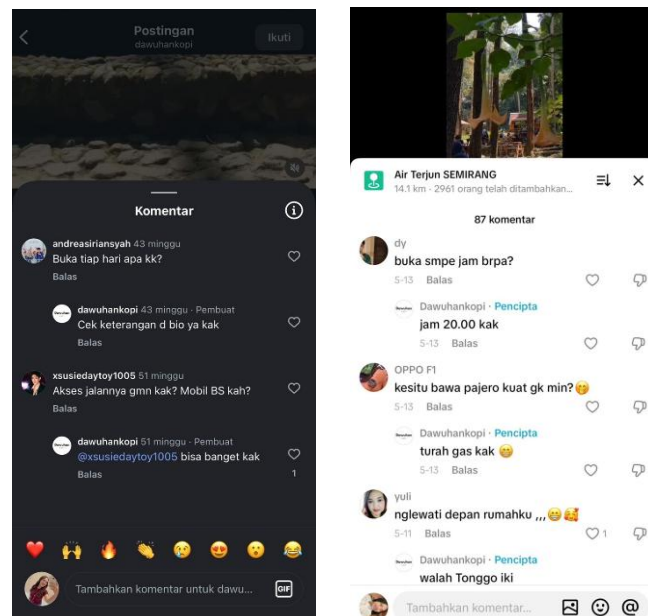 Postingan
dawuhankopi
Ikuti
Komentar
andreasiriansyah 43 minggu
Buka tiap hari apa kk?
Balas
dawuhankopi 43 minggu · Pembuat
Cek keterangan d bio ya kak
Balas
xsusiedaytoy1005 51 minggu
Akses jalannya gmn kak? Mobil BS kah?
Balas
dawuhankopi 51 minggu · Pembuat
@xsusiedaytoy1005 bisa banget kak
Balas
1
Tambahkan komentar untuk dawu...
GIF
Air Terjun SEMIRANG
14.1 km · 2961 orang telah ditambahkan...
87 komentar
dy
buka smpe jam brpa?
5-13 Balas
Dawuhankopi · Pencipta
jam 20.00 kak
5-13 Balas
OPPO F1
kesitu bawa pajero kuat gk min?😁
5-13 Balas
Dawuhankopi · Pencipta
turah gas kak 😁
5-13 Balas
yuli
nglewati depan rumahku ,,,😁🥰
5-11 Balas
1
Dawuhankopi · Pencipta
walah Tonggo iki
Tambahkan komentar...